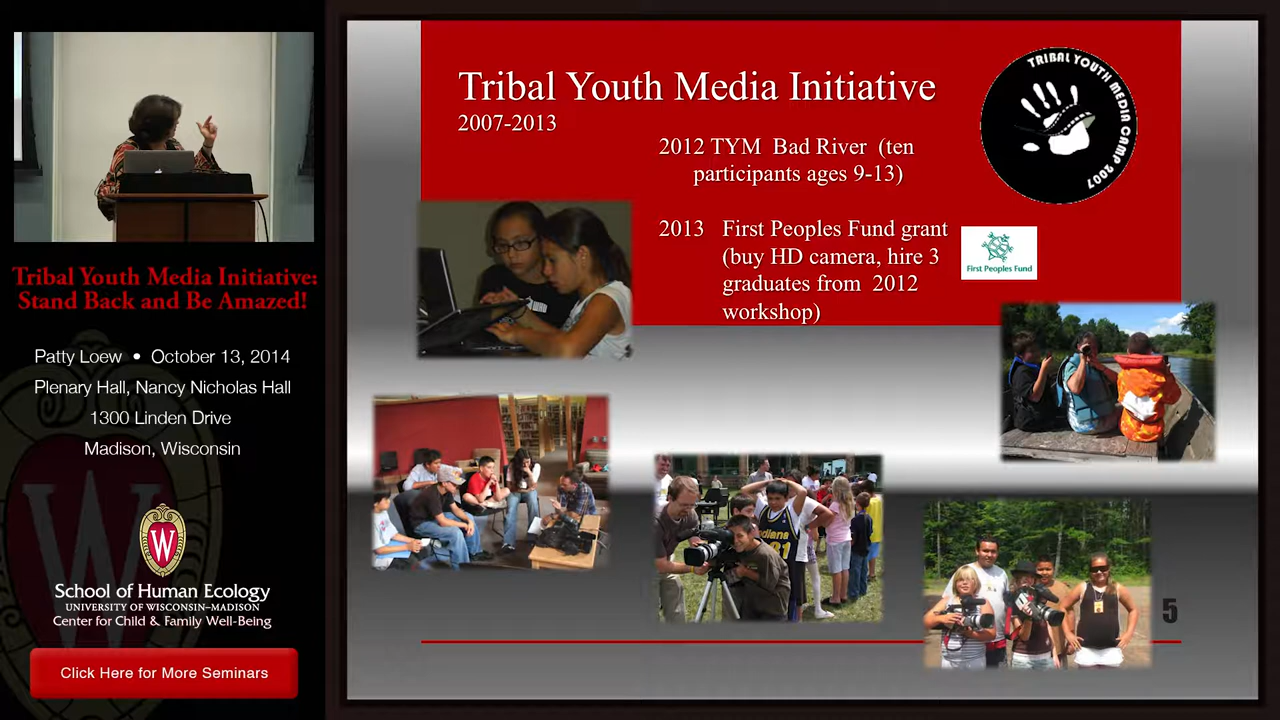 Tribal Youth Media Initiative:
Stand Back and Be Amazed!
Patty Loew • October 13, 2014
Plenary Hall, Nancy Nicholas Hall
1300 Linden Drive
Madison, Wisconsin
W
W
School of Human Ecology
UNIVERSITY OF WISCONSIN–MADISON
Center for Child & Family Well-Being
Click Here for More Seminars
Tribal Youth Media Initiative
2007-2013
2012 TYM Bad River (ten
participants ages 9-13)
2013 First Peoples Fund grant
(buy HD camera, hire 3
graduates from 2012
workshop)
TRIBAL YOUTH MEDIA CAMP 2007
First Peoples Fund
5